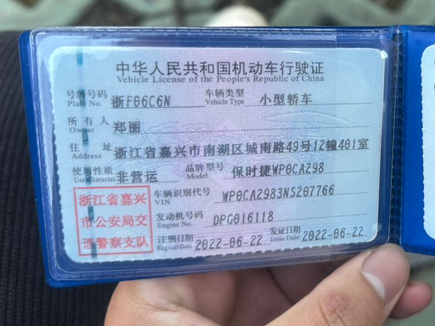 中华人民共和国机动车行驶证
Vehicle License of the People's Republic of China
号牌号码 Plate No. 浙F06C6N 车辆类型 Vehicle Type 小型轿车
所有人 Owner 郑丽
住址 Address 浙江省嘉兴市南湖区城南路49号12幢401室
使用性质 Use Character 非营运 品牌型号 Model 保时捷WP0CA298
浙江省嘉兴市公安局交通警察支队
车辆识别代号 VIN WP0CA2983NS207766
发动机号码 Engine No. DPG016118
注册日期 Register Date 2022-06-22 发证日期 Issue Date 2022-06-22